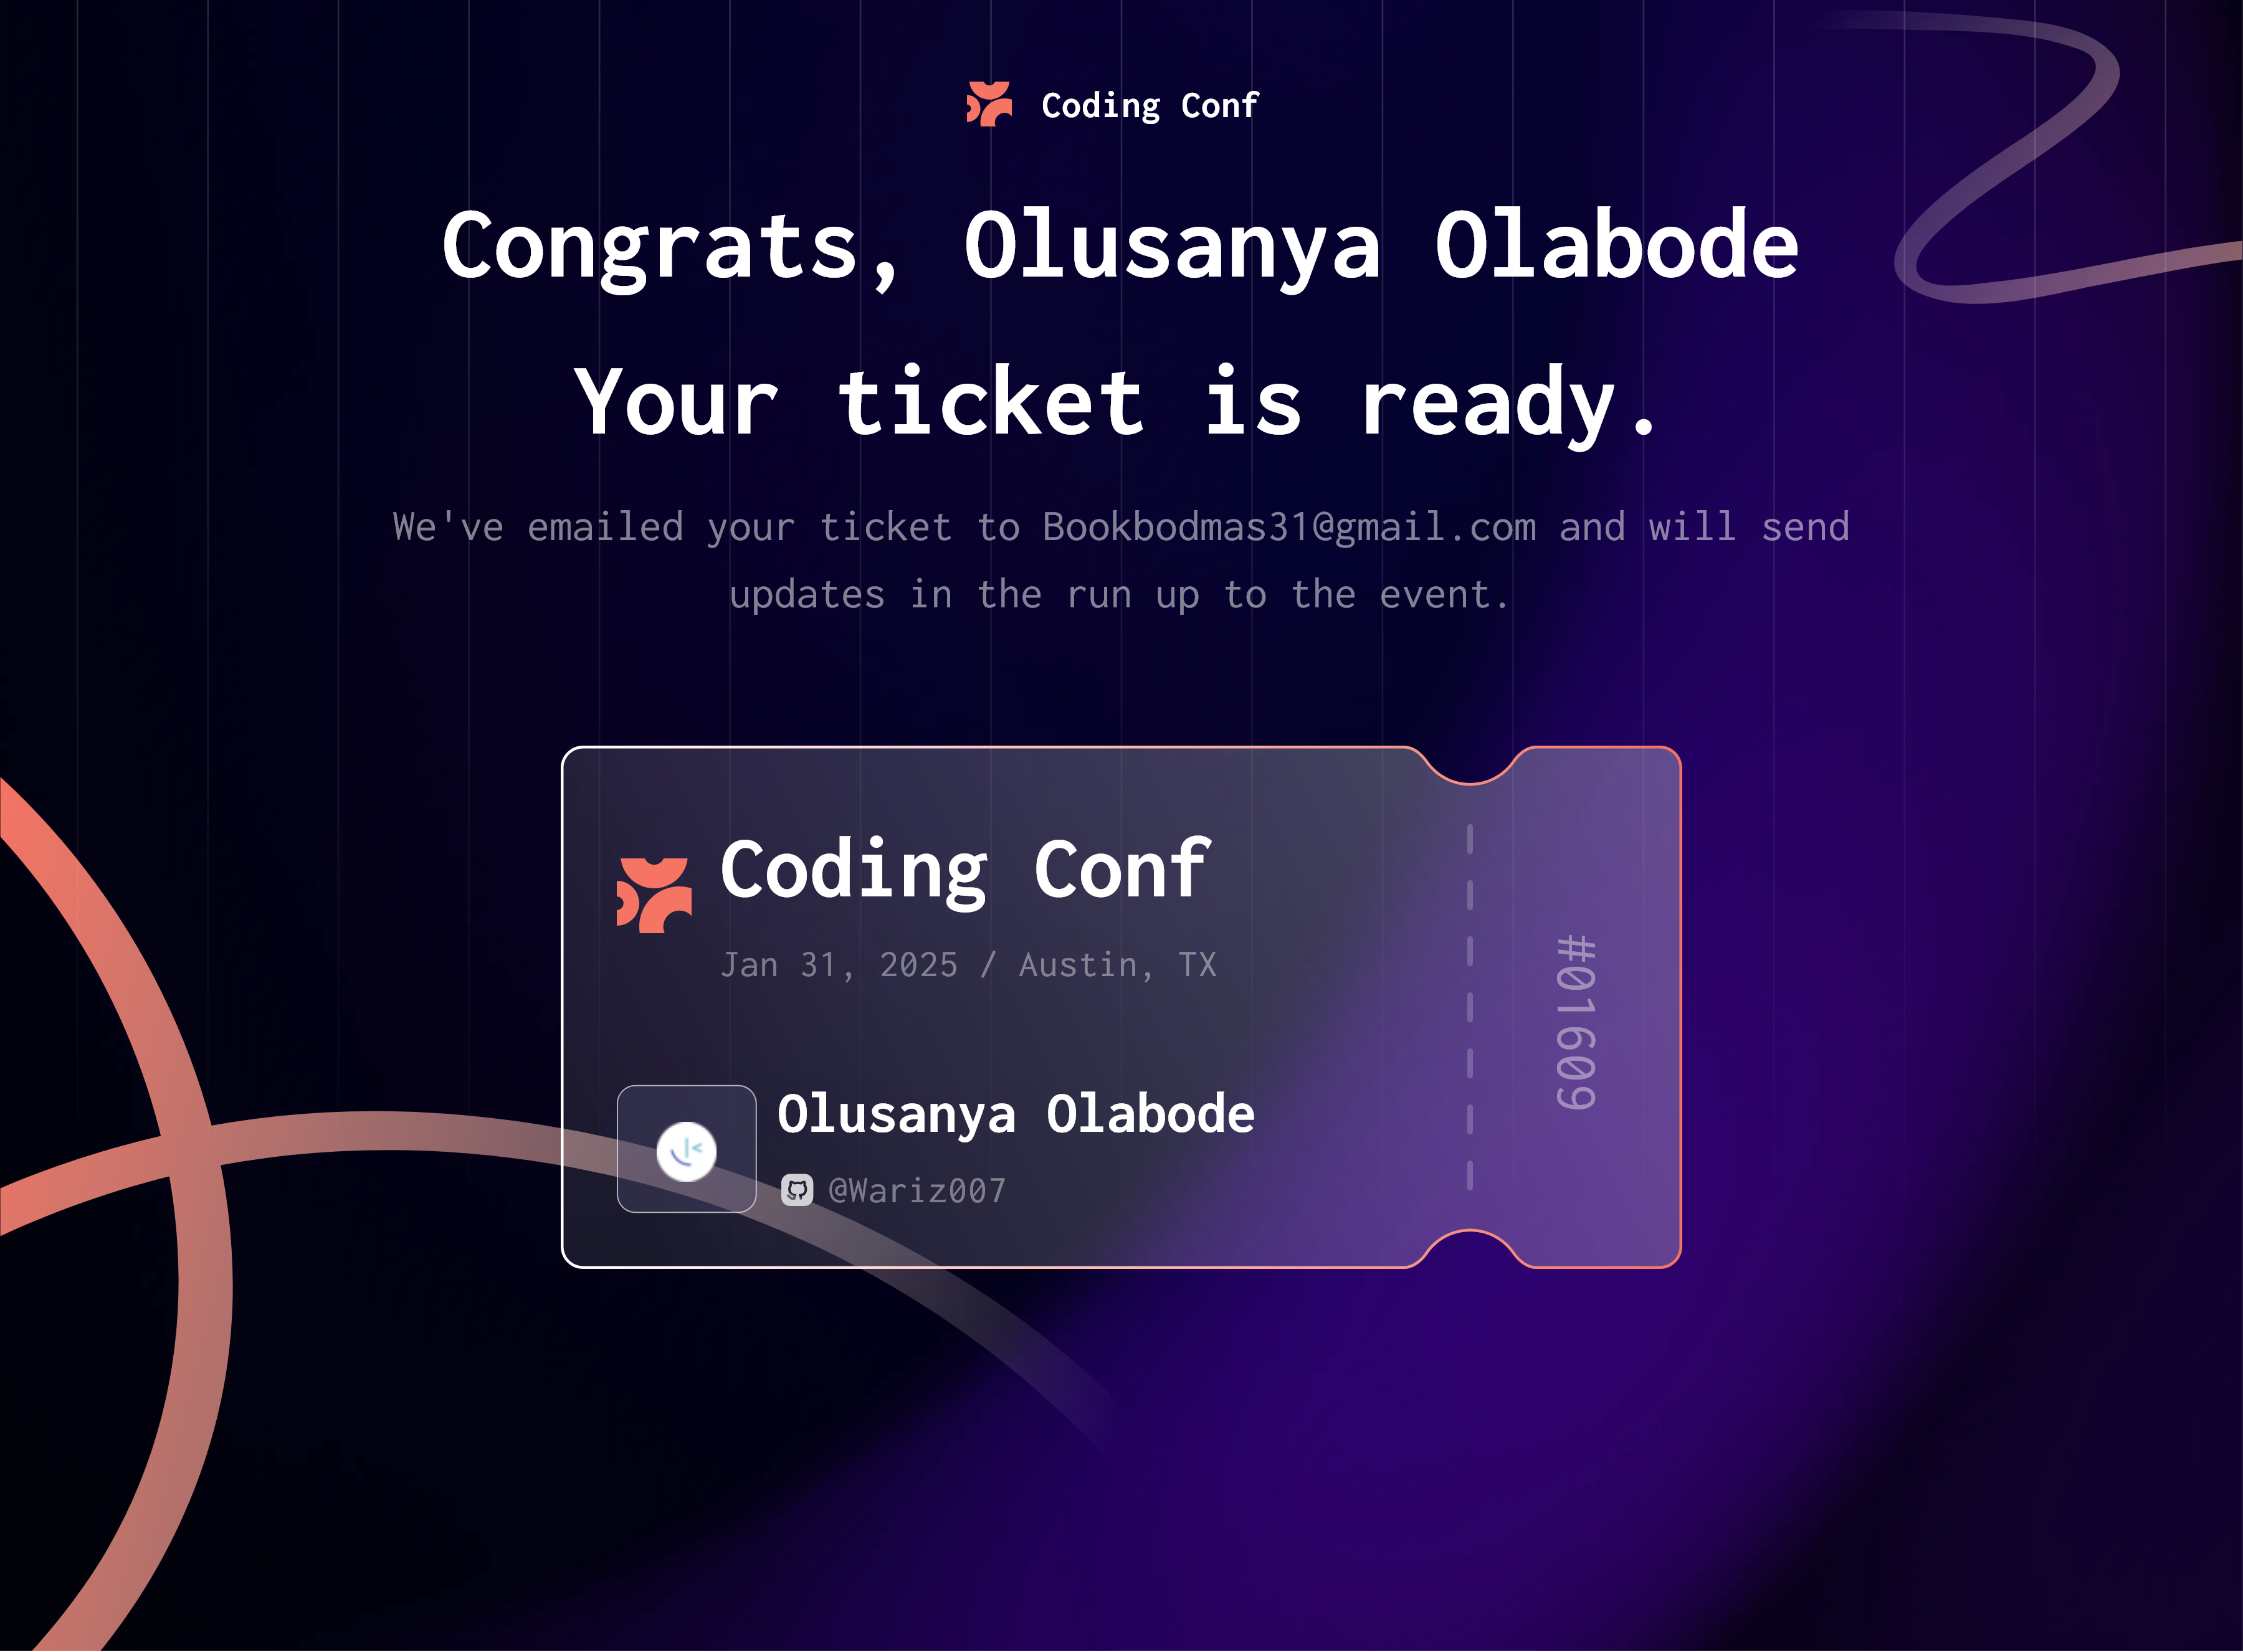 Coding Conf
Congrats, Olusanya Olabode
Your ticket is ready.
We've emailed your ticket to Bookbodmas31@gmail.com and will send
updates in the run up to the event.
Coding Conf
Jan 31, 2025 / Austin, TX
Olusanya Olabode
@Wariz007
#01609